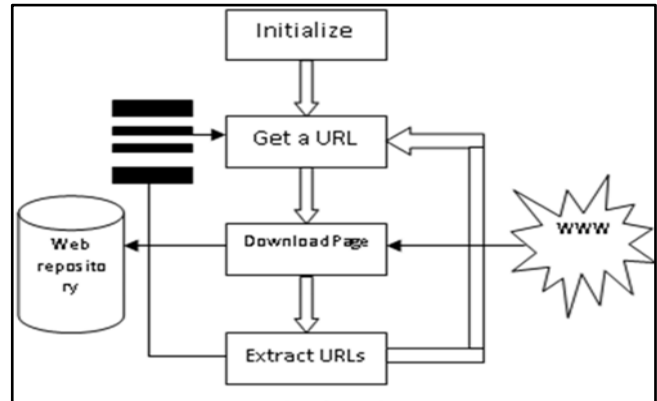 Initialize
Get a URL
Download Page
Web
reposito
ry
WWW
Extract URLs